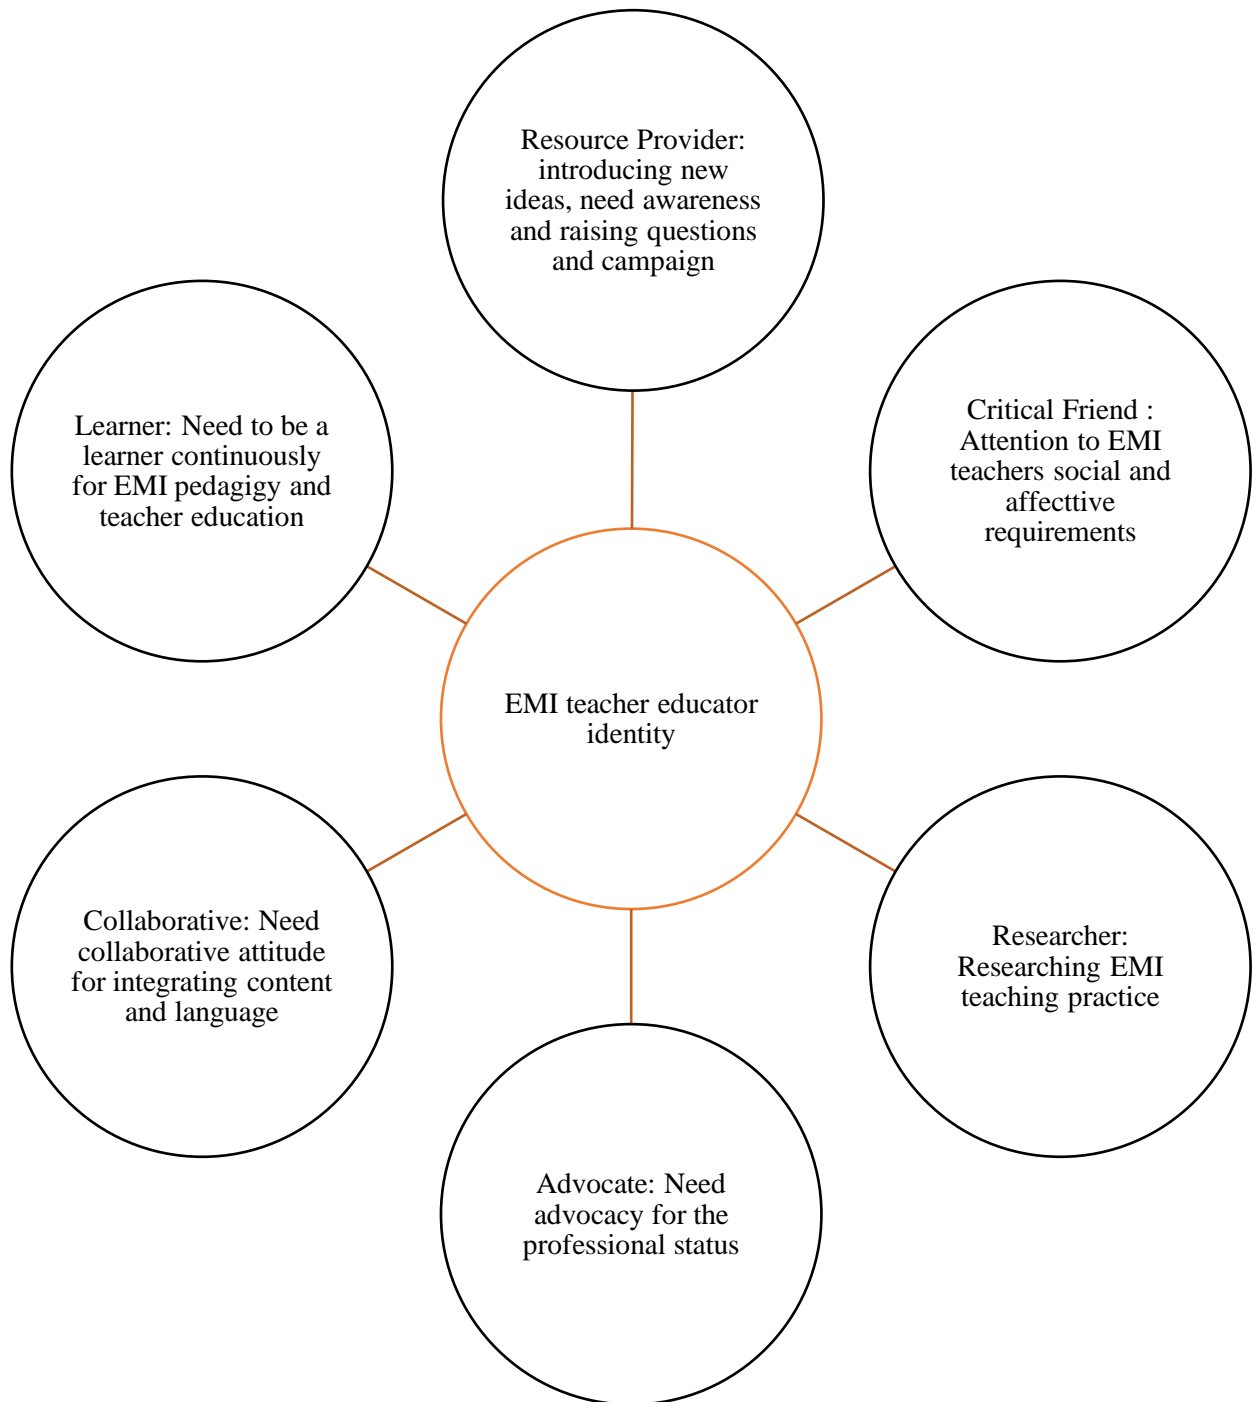 Resource Provider:
introducing new
ideas, need awareness
and raising questions
and campaign
Critical Friend :
Attention to EMI
teachers social and
affecttive
requirements
Learner: Need to be a
learner continuously
for EMI pedagigy and
teacher education
EMI teacher educator
identity
Collaborative: Need
collaborative attitude
for integrating content
and language
Researcher:
Researching EMI
teaching practice
Advocate: Need
advocacy for the
professional status